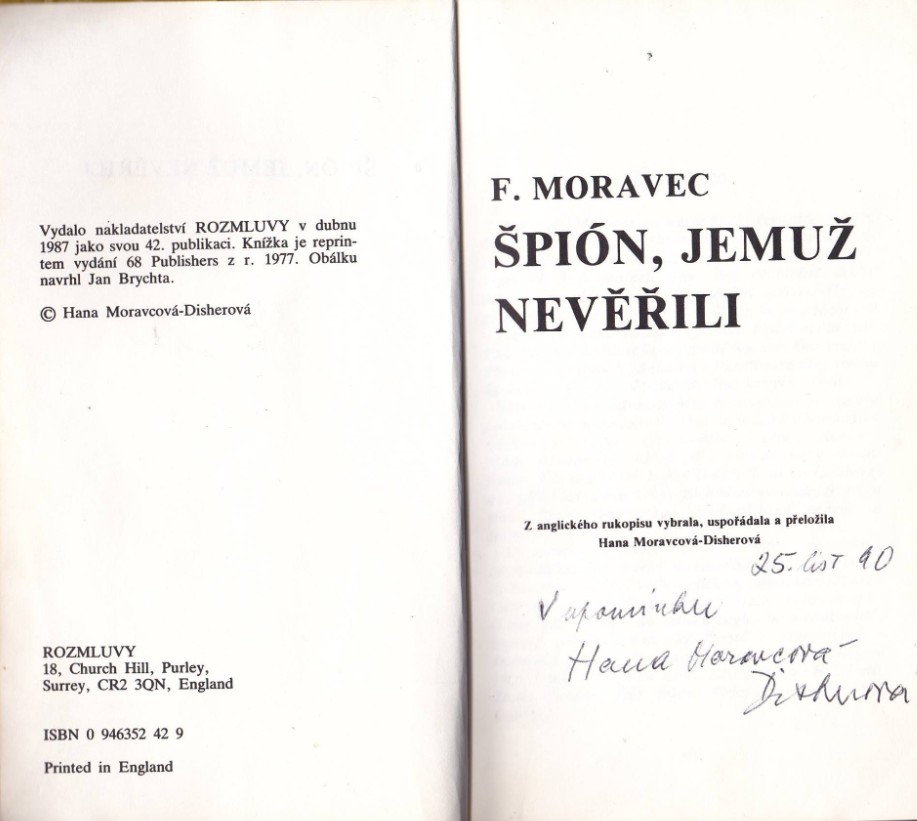 Vydalo nakladatelství ROZMLUVY v dubnu
1987 jako svou 42. publikaci. Knížka je reprin-
tem vydání 68 Publishers z r. 1977. Obálku
navrhl Jan Brychta.
© Hana Moravcová-Disherová
ROZMLUVY
18, Church Hill, Purley,
Surrey, CR2 3QN, England
ISBN 0 946352 42 9
Printed in England
F. MORAVEC
ŠPIÓN, JEMUŽ
NEVĚŘILI
Z anglického rukopisu vybrala, uspořádala a přeložila
Hana Moravcová-Disherová
25. list 90
V upomínku
Hana Moravcová-
Disherová